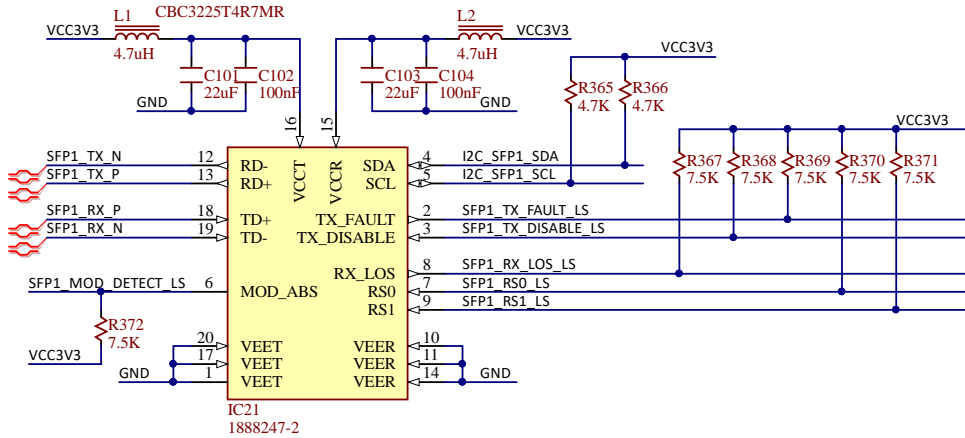 L1 CBC3225T4R7MR L2
VCC3V3 VCC3V3
4.7uH 4.7uH
VCC3V3
C101 C102 C103 C104 R365 R366
22uF 100nF 22uF 100nF 4.7K 4.7K
GND GND
16 15
VCC3V3
SFP1_TX_N 12 RD- VCCT VCCR SDA 4 I2C_SFP1_SDA R367 R368 R369 R370 R371
SFP1_TX_P 13 RD+ SCL 5 I2C_SFP1_SCL 7.5K 7.5K 7.5K 7.5K 7.5K
SFP1_RX_P 18 TD+ TX_FAULT 2 SFP1_TX_FAULT_LS
SFP1_RX_N 19 TD- TX_DISABLE 3 SFP1_TX_DISABLE_LS
RX_LOS 8 SFP1_RX_LOS_LS
SFP1_MOD_DETECT_LS 6 MOD_ABS RS0 7 SFP1_RS0_LS
RS1 9 SFP1_RS1_LS
R372
7.5K
20 VEET VEER 10
VCC3V3 17 VEET VEER 11
GND 1 VEET VEER 14 GND
IC21
1888247-2